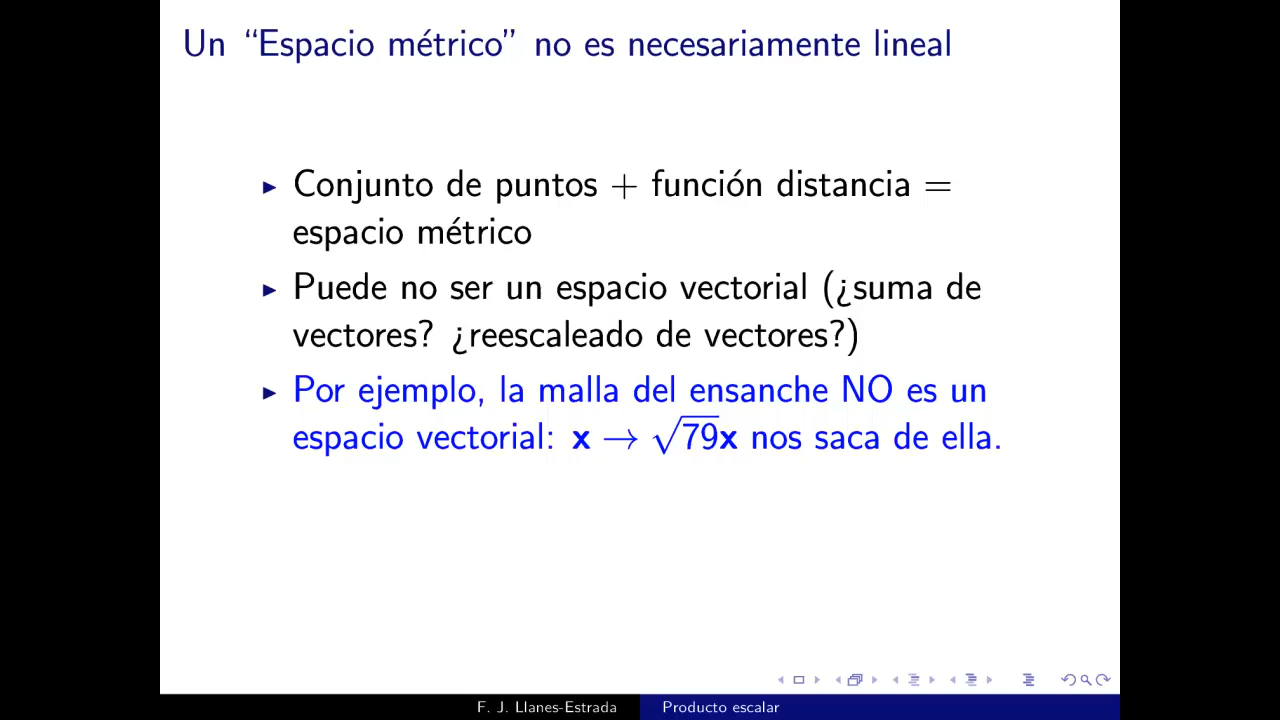 Un “Espacio métrico” no es necesariamente lineal
Conjunto de puntos + función distancia =
espacio métrico
Puede no ser un espacio vectorial (¿suma de
vectores? ¿reescaleado de vectores?)
Por ejemplo, la malla del ensanche NO es un
espacio vectorial: x → √79x nos saca de ella.
F. J. Llanes-Estrada
Producto escalar